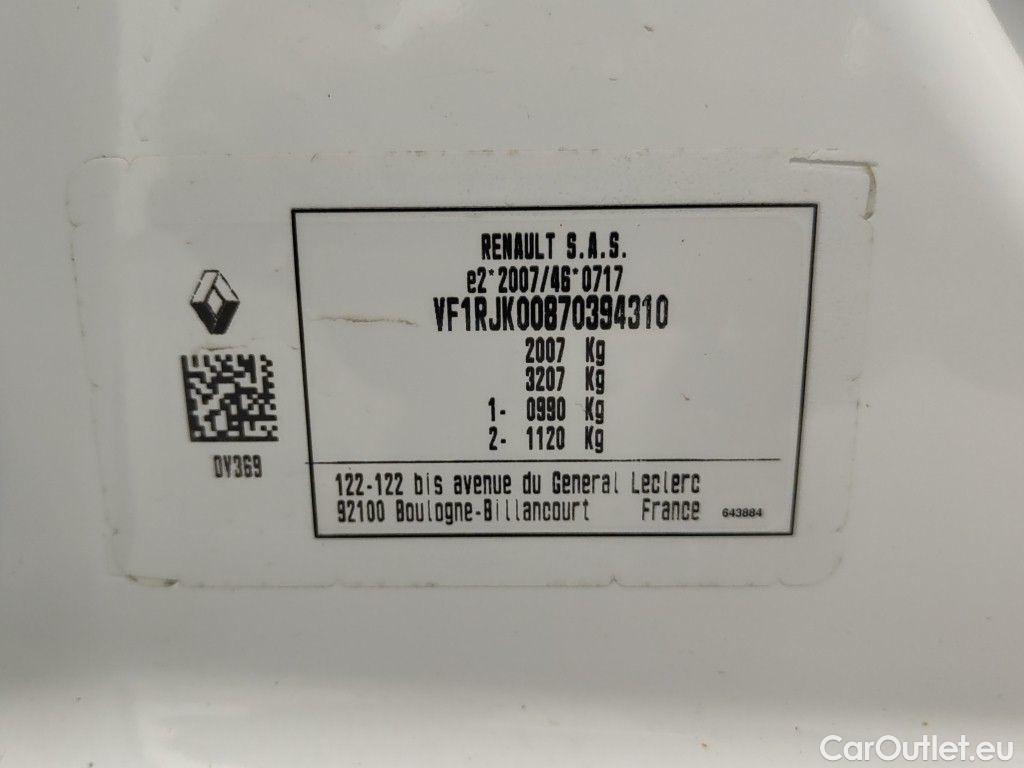 RENAULT S.A.S.
e2*2007/46*0717
VF1RJK00870394310
2007 Kg
3207 Kg
1- 0990 Kg
2- 1120 Kg
DV369
122-122 bis avenue du General Leclerc
92100 Boulogne-Billancourt France 643884
CarOutlet.eu